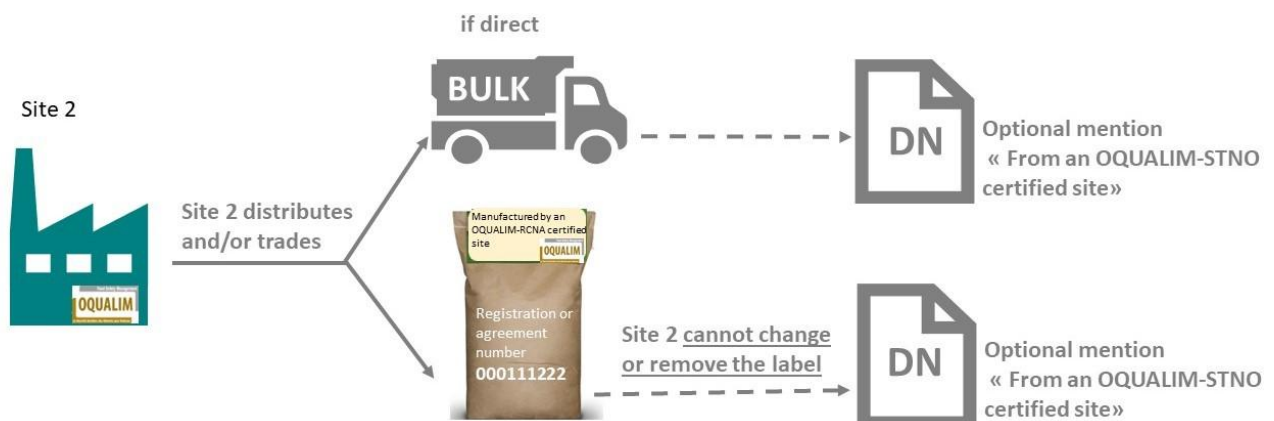 if direct
BULK
Site 2
DN
Optional mention
« From an OQUALIM-STNO
certified site»
Site 2 distributes
and/or trades
Manufactured by an
OQUALIM-RCNA certified
site
OQUALIM
OQUALIM
Registration or
agreement
number
000111222
Site 2 cannot change
or remove the label
DN
Optional mention
« From an OQUALIM-STNO
certified site»